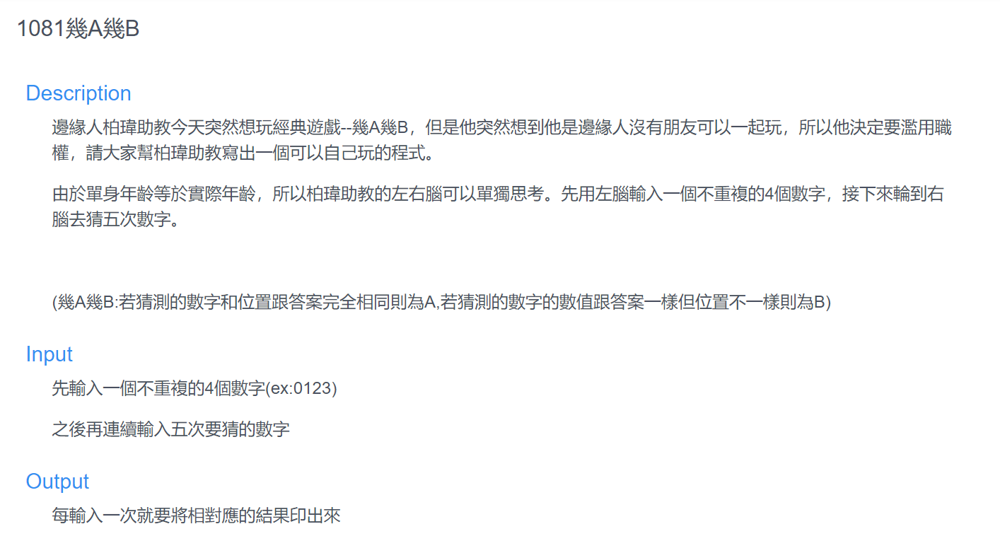 1081幾A幾B
Description
邊緣人柏瑋助教今天突然想玩經典遊戲--幾A幾B，但是他突然想到他是邊緣人沒有朋友可以一起玩，所以他決定要濫用職
權，請大家幫柏瑋助教寫出一個可以自己玩的程式。
由於單身年齡等於實際年齡，所以柏瑋助教的左右腦可以單獨思考。先用左腦輸入一個不重複的4個數字，接下來輪到右
腦去猜五次數字。
(幾A幾B:若猜測的數字和位置跟答案完全相同則為A,若猜測的數字的數值跟答案一樣但位置不一樣則為B)
Input
先輸入一個不重複的4個數字(ex:0123)
之後再連續輸入五次要猜的數字
Output
每輸入一次就要將相對應的結果印出來